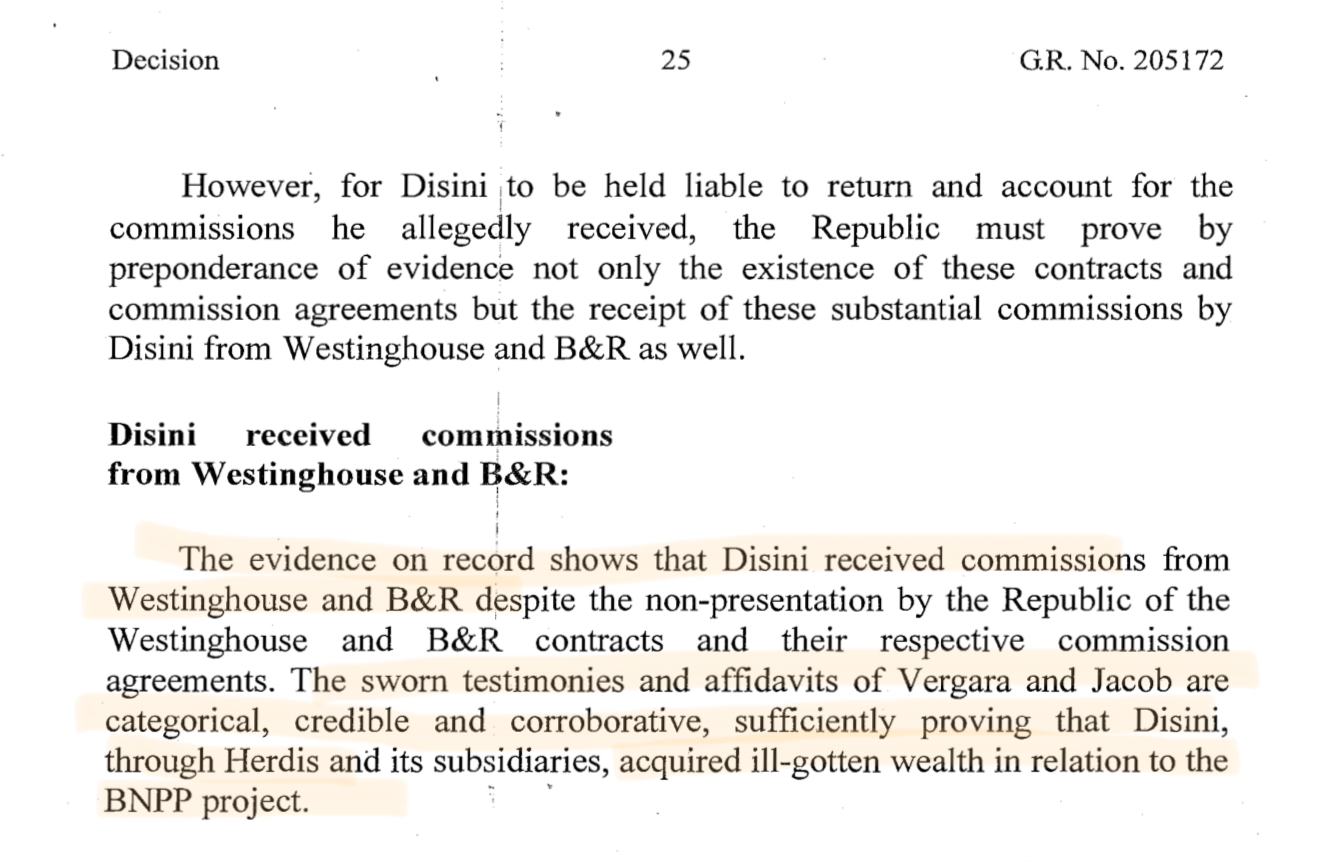 Decision 25 G.R. No. 205172
However, for Disini to be held liable to return and account for the
commissions he allegedly received, the Republic must prove by
preponderance of evidence not only the existence of these contracts and
commission agreements but the receipt of these substantial commissions by
Disini from Westinghouse and B&R as well.
Disini received commissions
from Westinghouse and B&R:
The evidence on record shows that Disini received commissions from
Westinghouse and B&R despite the non-presentation by the Republic of the
Westinghouse and B&R contracts and their respective commission
agreements. The sworn testimonies and affidavits of Vergara and Jacob are
categorical, credible and corroborative, sufficiently proving that Disini,
through Herdis and its subsidiaries, acquired ill-gotten wealth in relation to the
BNPP project.